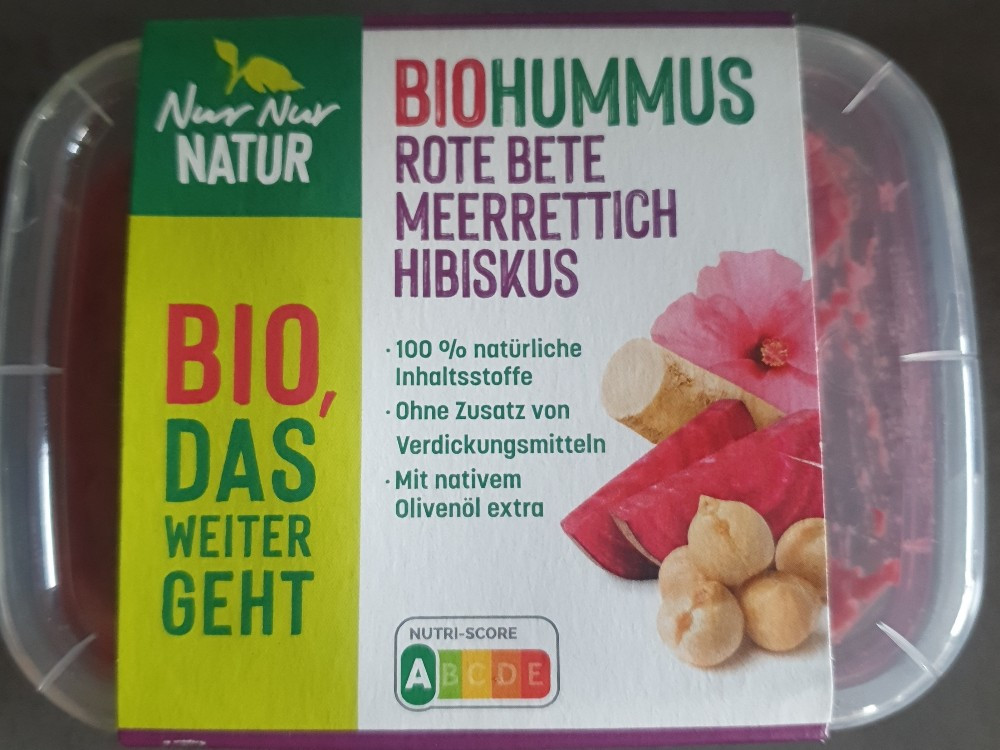 Nur Nur
NATUR
BIO,
DAS
WEITER
GEHT
BIOHUMMUS
ROTE BETE
MEERRETTICH
HIBISKUS
· 100 % natürliche
Inhaltsstoffe
· Ohne Zusatz von
Verdickungsmitteln
· Mit nativem
Olivenöl extra
NUTRI-SCORE
A B C D E